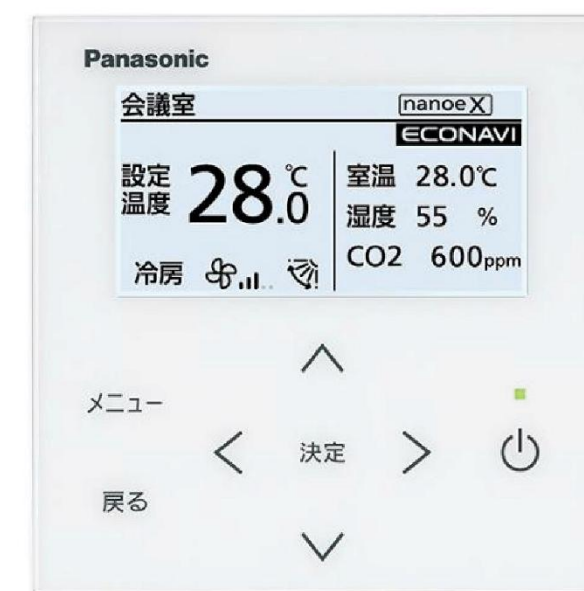 Panasonic
会議室 nanoe X
ECONAVI
設定温度 28.0℃
室温 28.0℃
湿度 55 %
CO2 600ppm
冷房
メニュー
決定
戻る